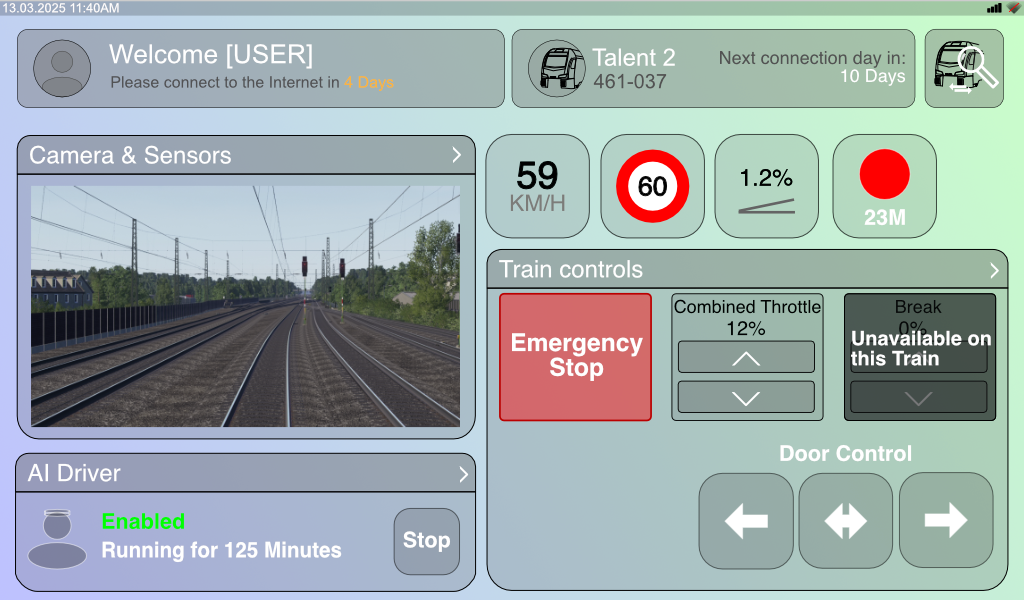 13.03.2025 11:40AM
Welcome [USER]
Please connect to the Internet in 4 Days
Talent 2
461-037
Next connection day in:
10 Days
Camera & Sensors
59
KM/H
60
1.2%
23M
Train controls
Emergency
Stop
Combined Throttle
12%
Break
0%
Unavailable on
this Train
Door Control
AI Driver
Enabled
Running for 125 Minutes
Stop